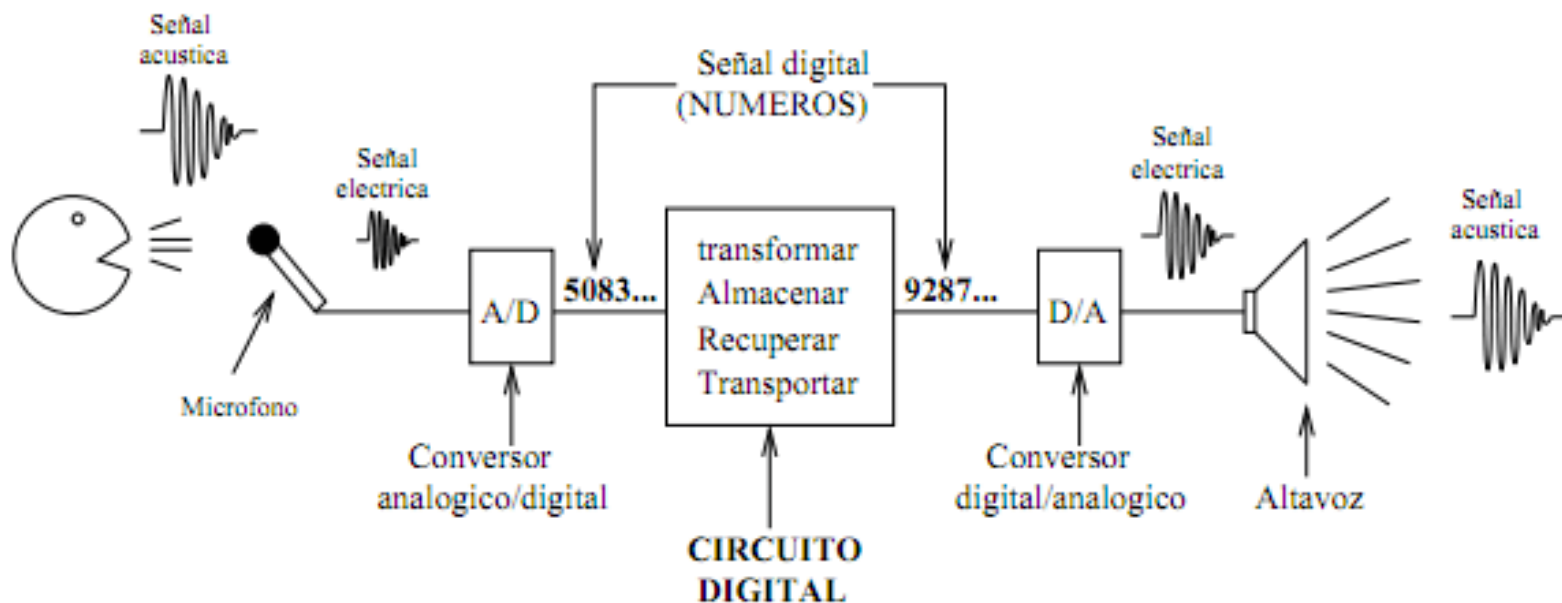 Señal
acustica
Señal
electrica
Señal digital
(NUMEROS)
Señal
electrica
Señal
acustica
A/D
5083...
transformar
Almacenar
Recuperar
Transportar
9287...
D/A
Microfono
Conversor
analogico/digital
Conversor
digital/analogico
Altavoz
CIRCUITO
DIGITAL